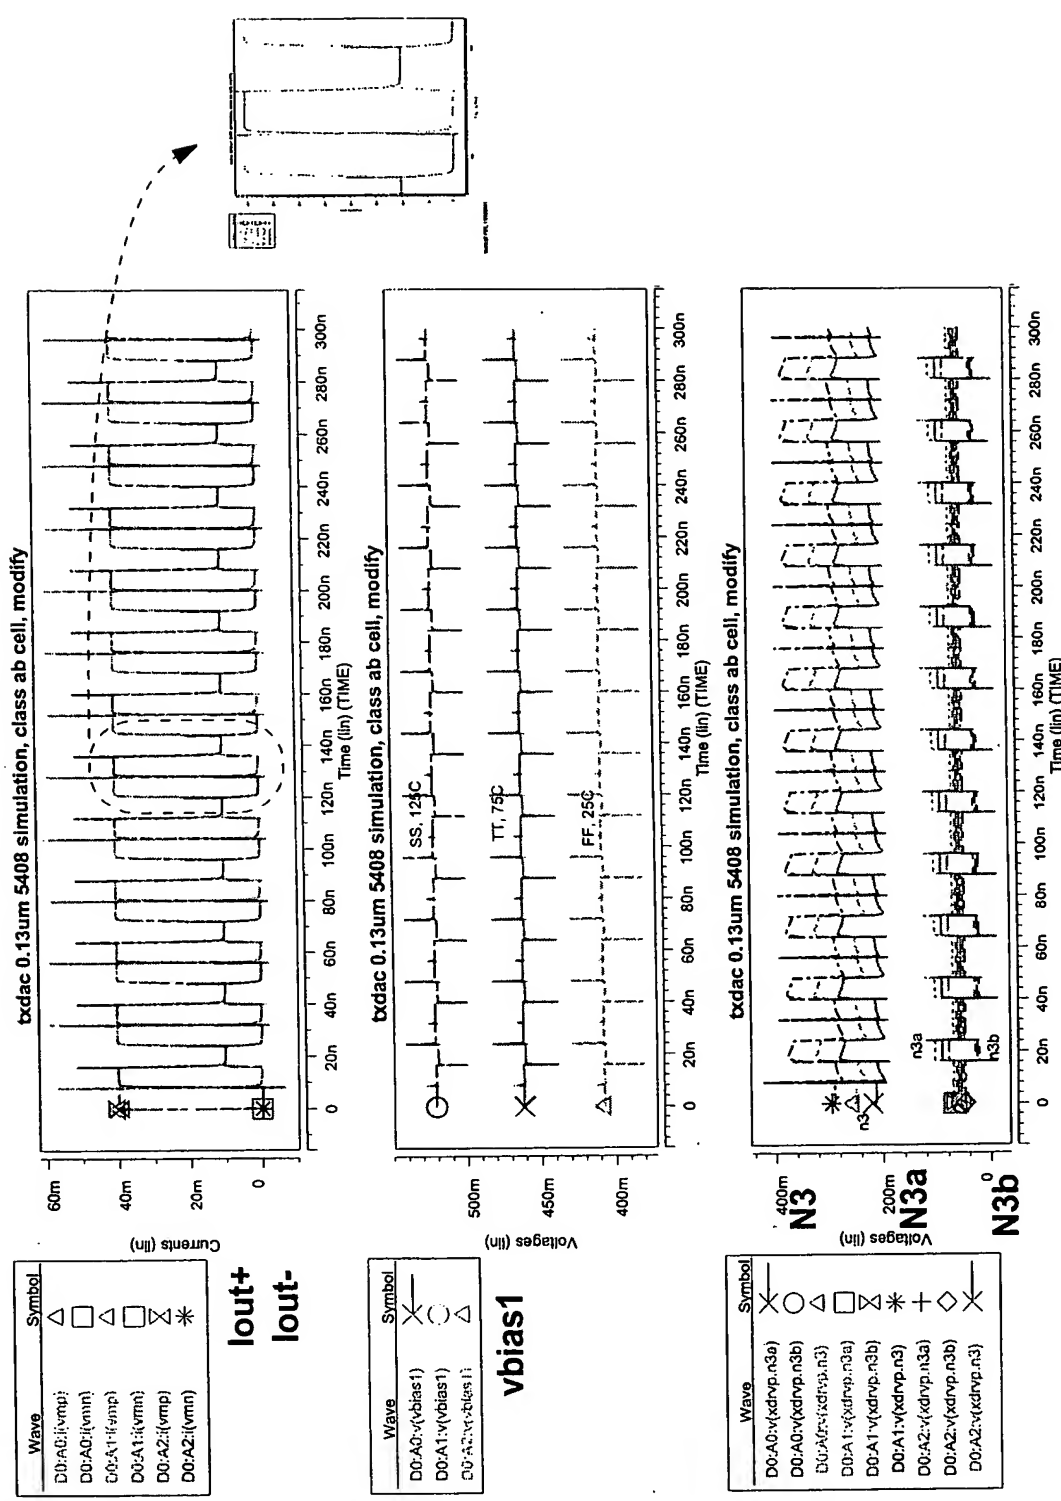 txdac 0.13um 5408 simulation, class ab cell, modify
Wave Symbol
D0:A0:i(vmp)
D0:A0:i(vmn)
D0:A1:i(vmp)
D0:A1:i(vmn)
D0:A2:i(vmp)
D0:A2:i(vmn)
Iout+
Iout-
Currents (lin)
60m
40m
20m
0
0 20n 40n 60n 80n 100n 120n 140n 160n 180n 200n 220n 240n 260n 280n 300n
Time (lin) (TIME)
txdac 0.13um 5408 simulation, class ab cell, modify
Wave Symbol
D0:A0:v(vbias1)
D0:A1:v(vbias1)
D0:A2:v(vbias1)
vbias1
Voltages (lin)
500m
450m
400m
SS, 125C
TT, 75C
FF, 25C
0 20n 40n 60n 80n 100n 120n 140n 160n 180n 200n 220n 240n 260n 280n 300n
Time (lin) (TIME)
txdac 0.13um 5408 simulation, class ab cell, modify
Wave Symbol
D0:A0:v(xdrvp.n3a)
D0:A0:v(xdrvp.n3b)
D0:A0:v(xdrvp.n3)
D0:A1:v(xdrvp.n3a)
D0:A1:v(xdrvp.n3b)
D0:A1:v(xdrvp.n3)
D0:A2:v(xdrvp.n3a)
D0:A2:v(xdrvp.n3b)
D0:A2:v(xdrvp.n3)
Voltages (lin)
400m
200m
0
N3
N3a
N3b
n3
n3a
n3b
0 20n 40n 60n 80n 100n 120n 140n 160n 180n 200n 220n 240n 260n 280n 300n
Time (lin) (TIME)